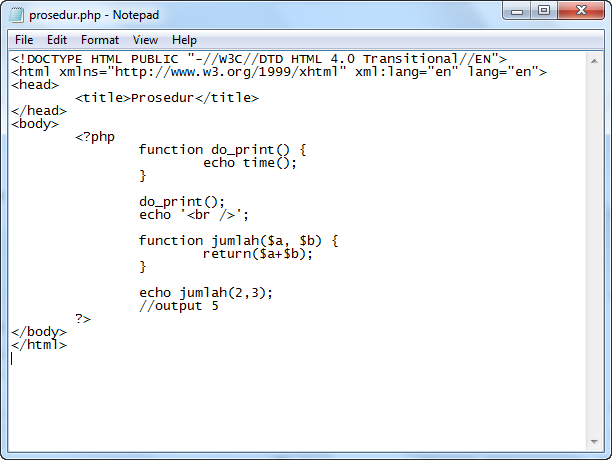 prosedur.php - Notepad
File Edit Format View Help
<!DOCTYPE HTML PUBLIC "-//W3C//DTD HTML 4.0 Transitional//EN">
<html xmlns="http://www.w3.org/1999/xhtml" xml:lang="en" lang="en">
<head>
	<title>Prosedur</title>
</head>
<body>
	<?php
		function do_print() {
			echo time();
		}

		do_print();
		echo '<br />';

		function jumlah($a, $b) {
			return($a+$b);
		}

		echo jumlah(2,3);
		//output 5
	?>
</body>
</html>